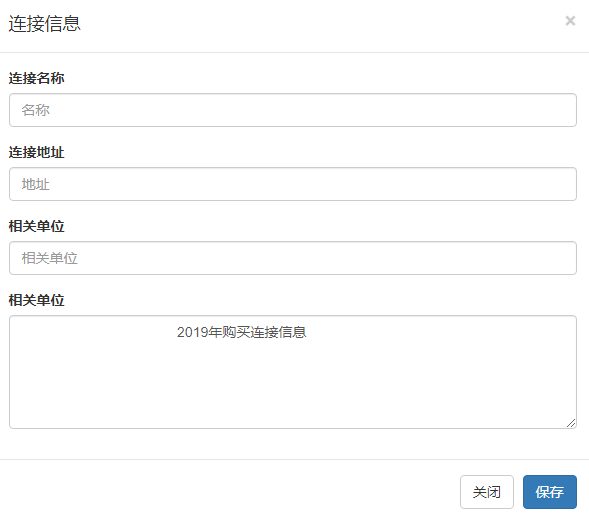 连接信息
×
连接名称
名称
连接地址
地址
相关单位
相关单位
相关单位
2019年购买连接信息
关闭
保存